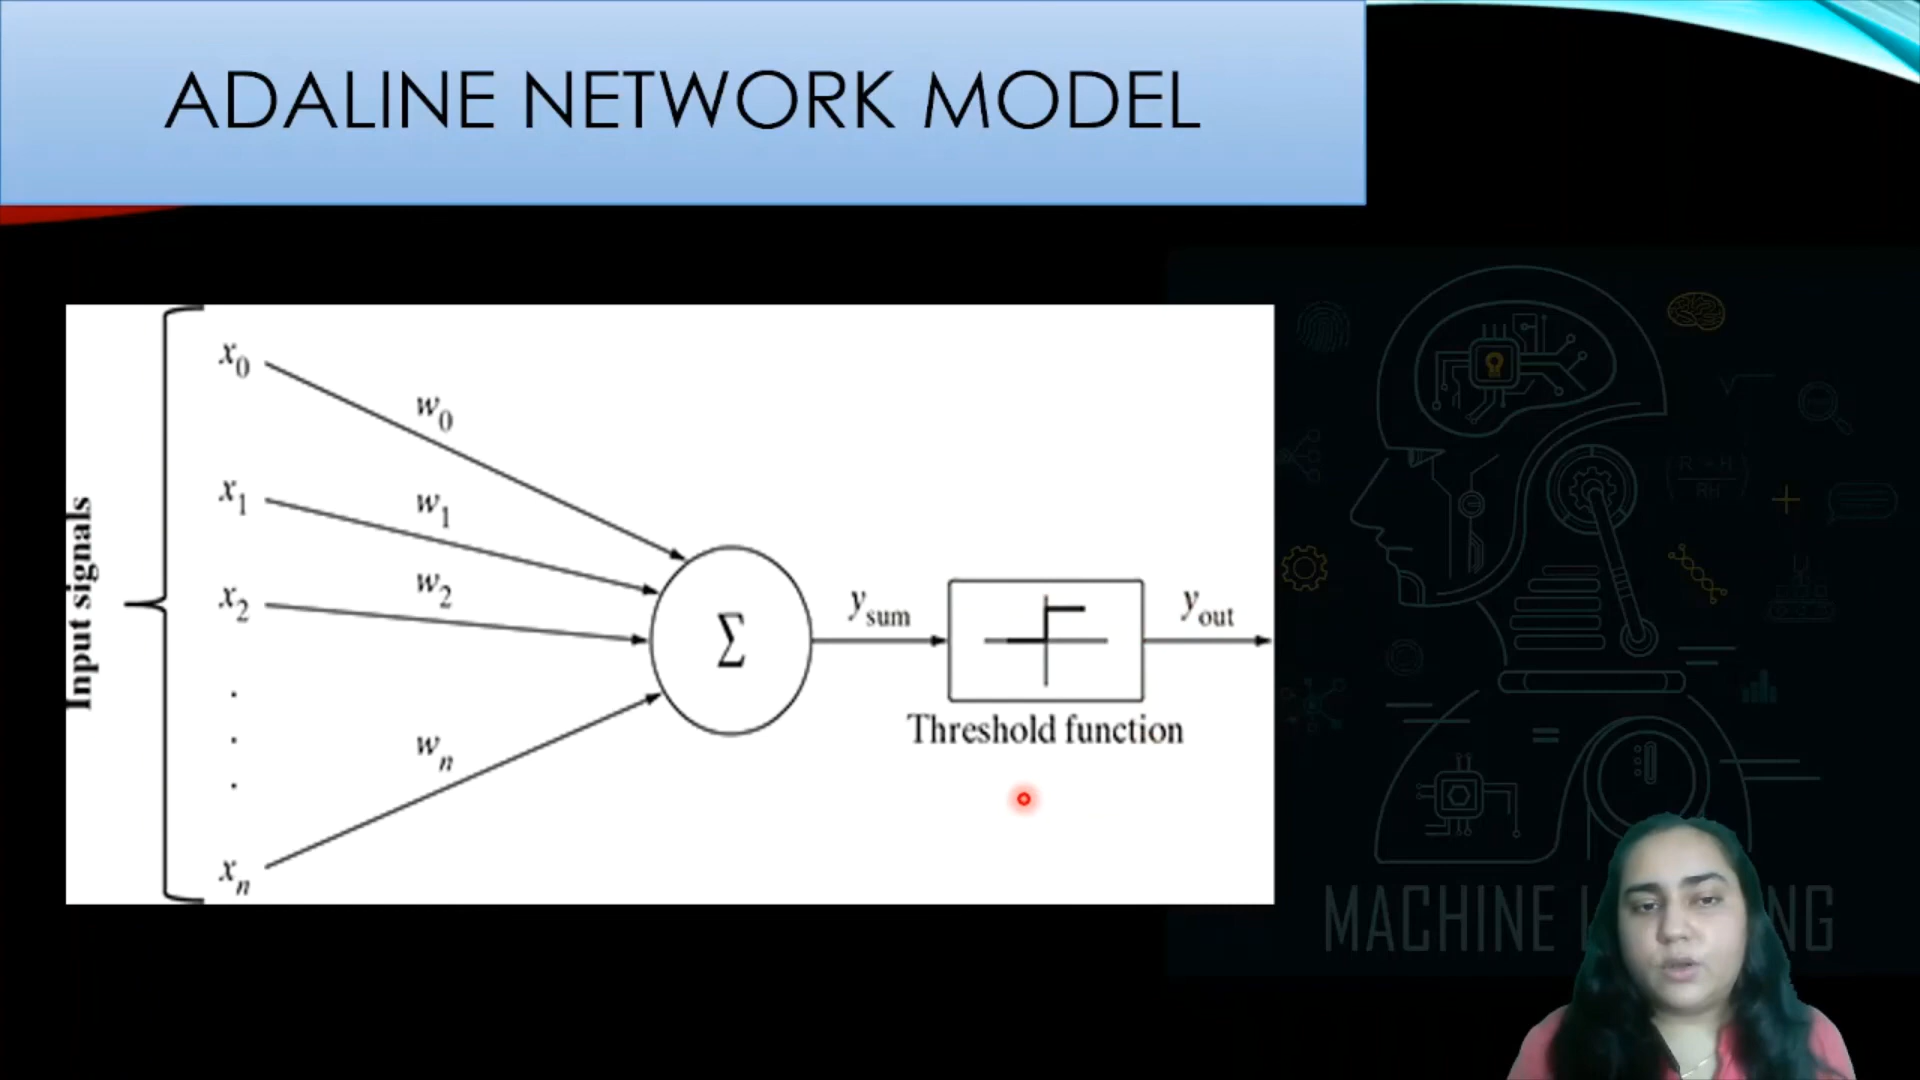 ADALINE NETWORK MODEL
Input signals
x0
w0
x1
w1
x2
w2
.
.
.
wn
xn
Σ
ysum
yout
Threshold function
MACHINE L NG